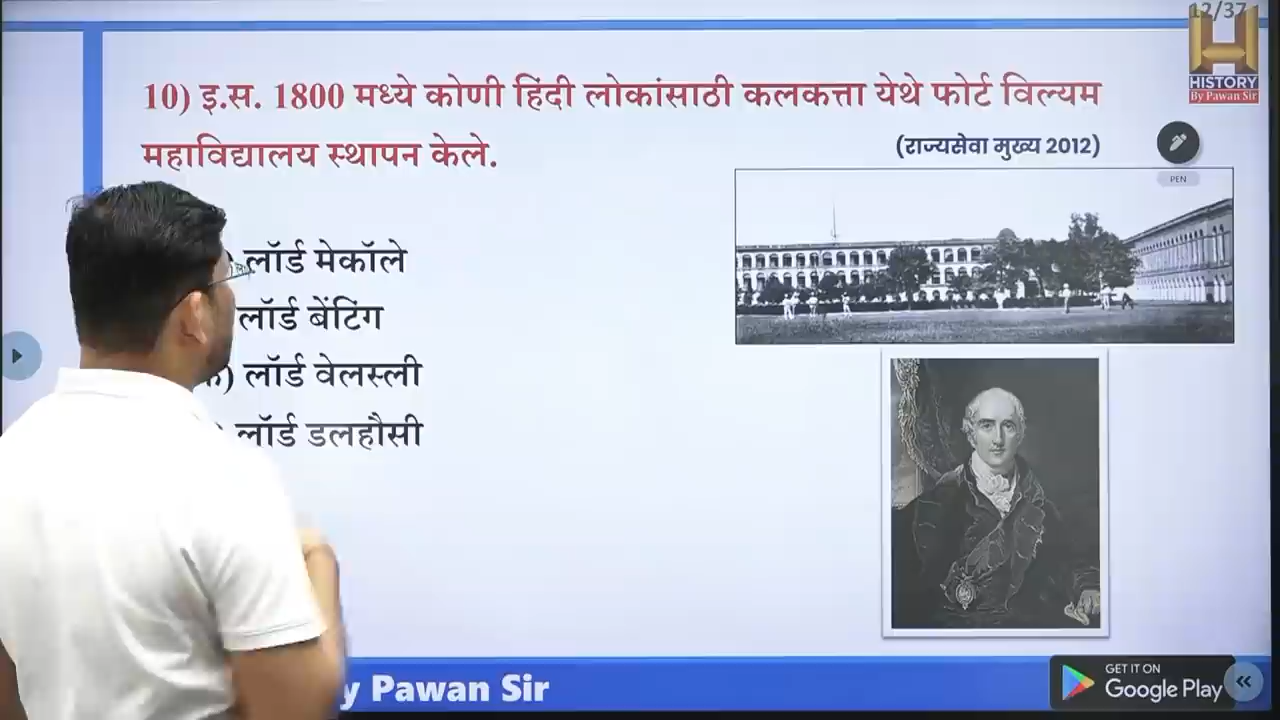 12/37
HISTORY
By Pawan Sir
10) इ.स. 1800 मध्ये कोणी हिंदी लोकांसाठी कलकत्ता येथे फोर्ट विल्यम
महाविद्यालय स्थापन केले.
(राज्यसेवा मुख्य 2012)
PEN
) लॉर्ड मेकॉले
लॉर्ड बेंटिंग
) लॉर्ड वेलस्ली
लॉर्ड डलहौसी
y Pawan Sir
GET IT ON
Google Play